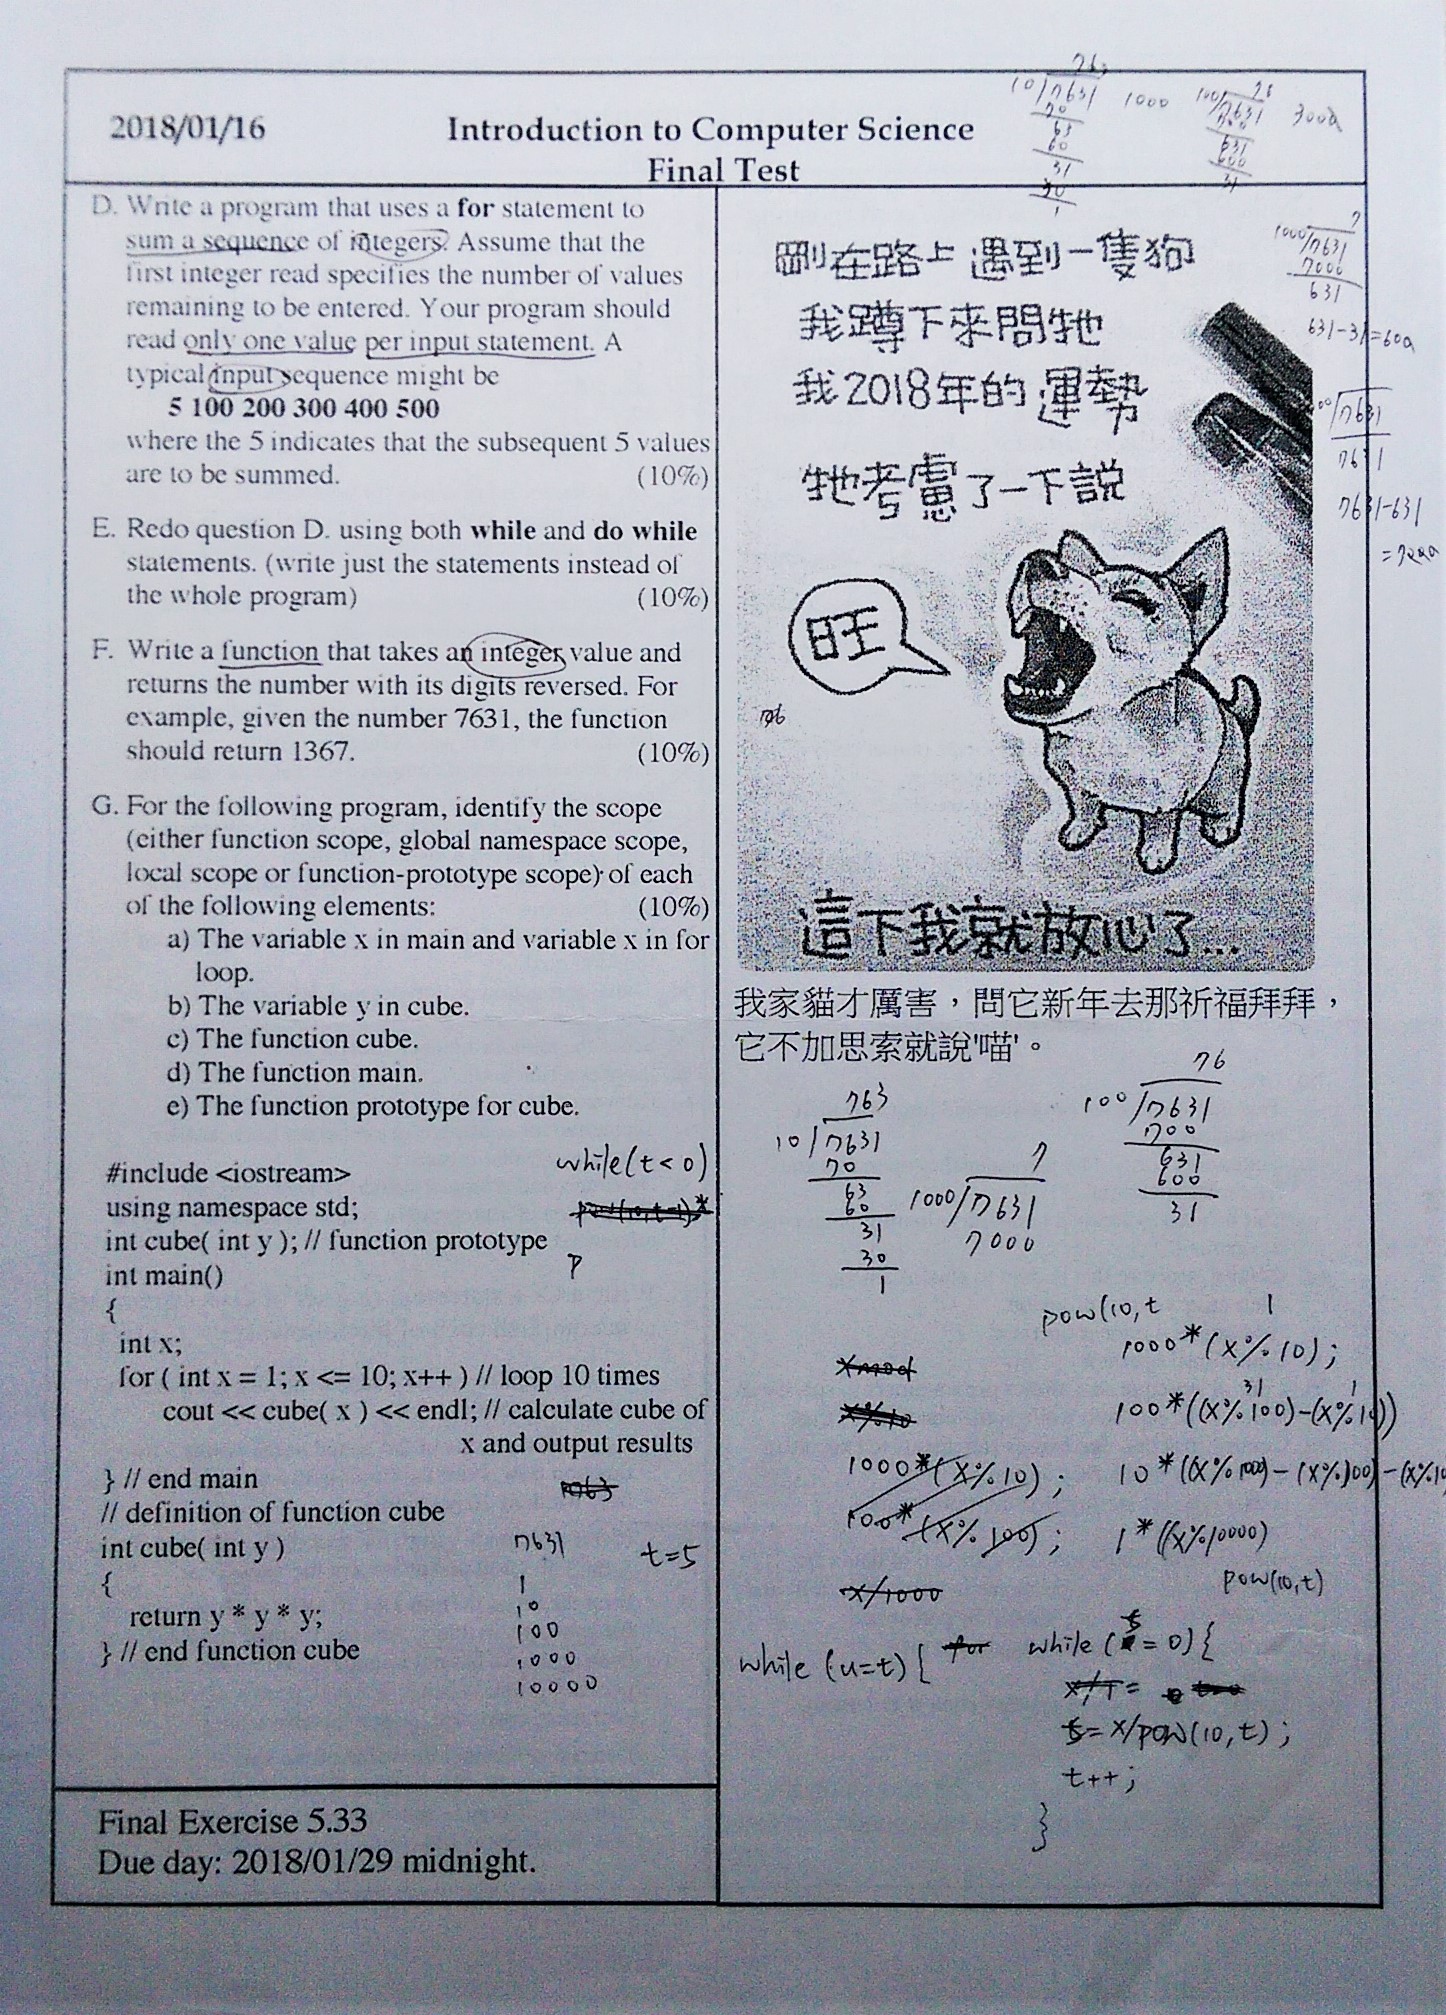 2018/01/16
Introduction to Computer Science
Final Test
D. Write a program that uses a for statement to
sum a sequence of integers. Assume that the
first integer read specifies the number of values
remaining to be entered. Your program should
read only one value per input statement. A
typical input sequence might be
5 100 200 300 400 500
where the 5 indicates that the subsequent 5 values
are to be summed. (10%)
E. Redo question D. using both while and do while
statements. (write just the statements instead of
the whole program) (10%)
F. Write a function that takes an integer value and
returns the number with its digits reversed. For
example, given the number 7631, the function
should return 1367. (10%)
G. For the following program, identify the scope
(either function scope, global namespace scope,
local scope or function-prototype scope) of each
of the following elements: (10%)
a) The variable x in main and variable x in for
loop.
b) The variable y in cube.
c) The function cube.
d) The function main.
e) The function prototype for cube.
#include <iostream>
using namespace std;
int cube( int y ); // function prototype
int main()
{
int x;
for ( int x = 1; x <= 10; x++ ) // loop 10 times
cout << cube( x ) << endl; // calculate cube of
x and output results
} // end main
// definition of function cube
int cube( int y )
{
return y * y * y;
} // end function cube
while(t<0)
P
7631
t=5
1
10
100
1000
10000
Final Exercise 5.33
Due day: 2018/01/29 midnight.
10 7631
70
63
60
31
30
1
1000
100 7631
700
631
600
31
7
1000 7631
7000
631
631-31=600
7631
7631
7631-631
剛在路上遇到一隻狗
我蹲下來問牠
我2018年的運勢
牠考慮了一下說
旺
這下我就放心了...
我家貓才厲害，問它新年去那祈福拜拜，
它不加思索就說'喵'。
763
10 7631
70
63
60
31
30
1
7
1000 7631
7000
76
100 7631
700
631
600
31
pow(10,t 1
1000*(x%10);
31 1
100*((x%100)-(x%10))
1000*(x%10);
10*((x%1000)-(x%100)-(x%10
100*(x%100);
1*((x%10000)
x/1000
pow(10,t)
while (u=t){
while ( = 0){
=x/pow(10,t);
t++;
}